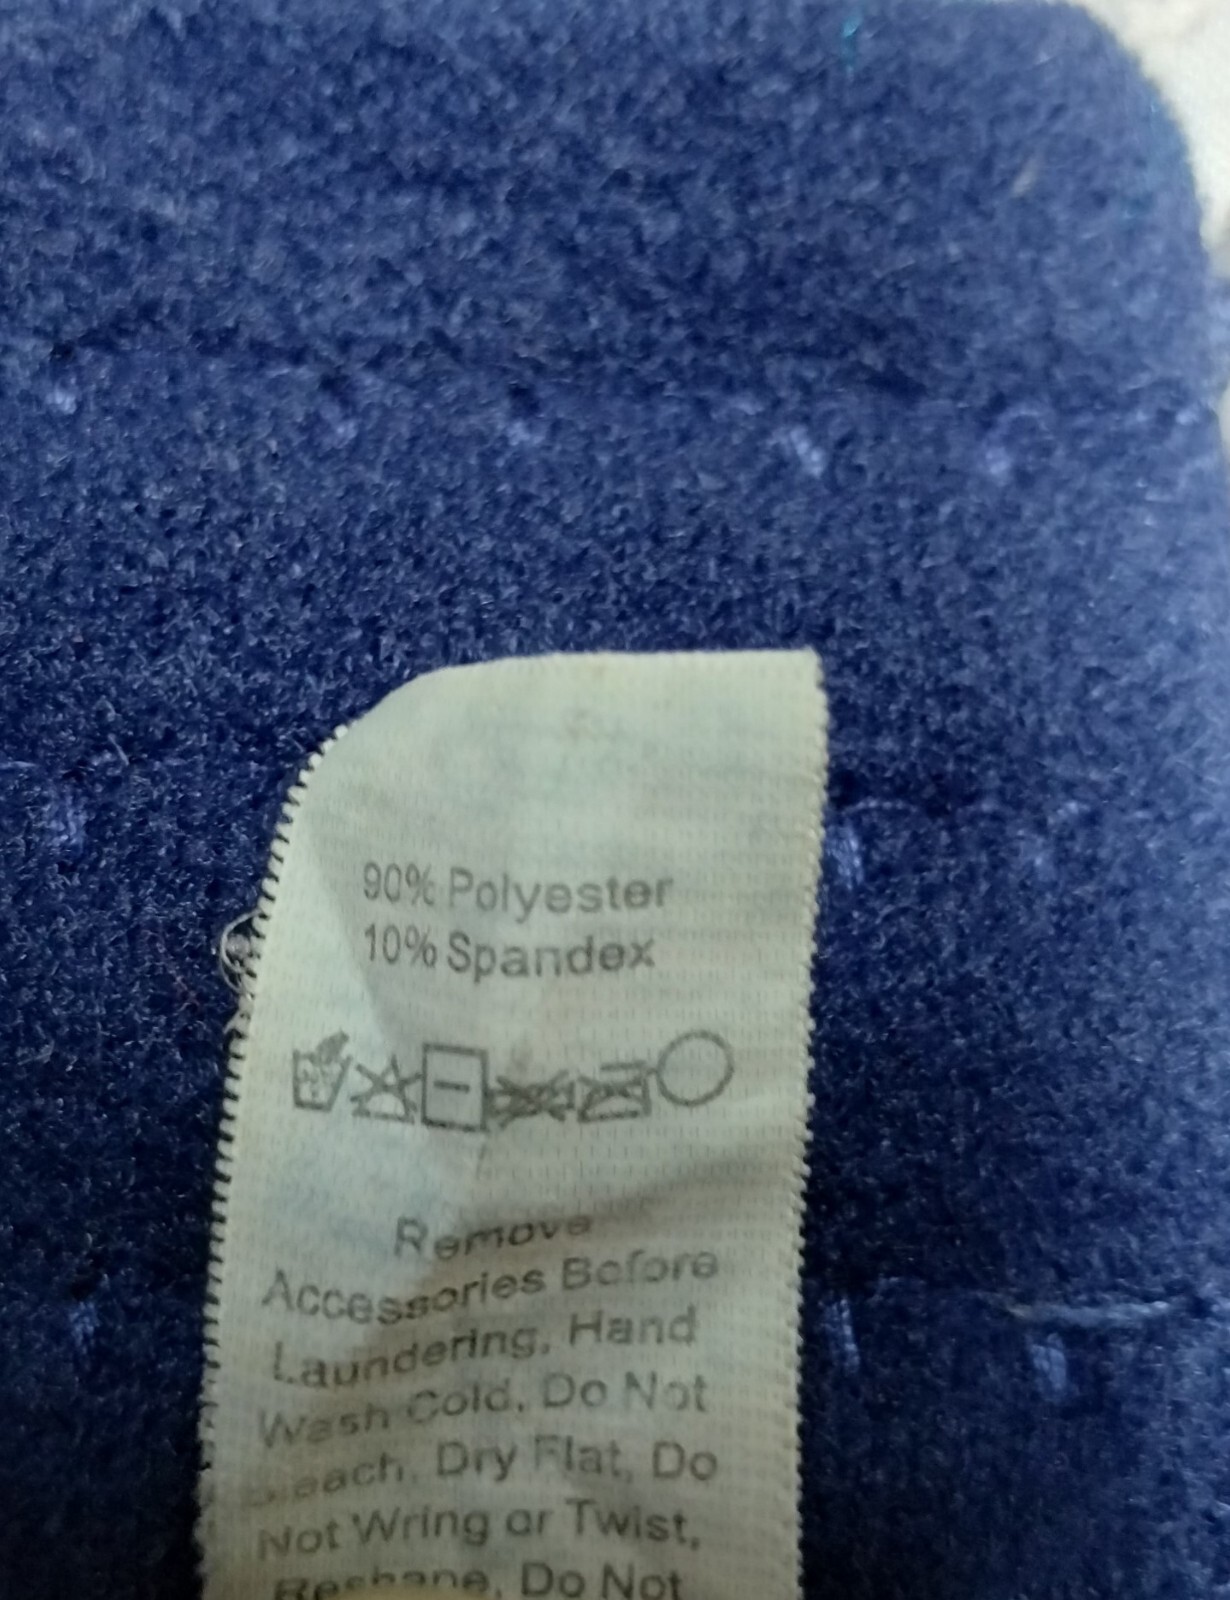 90% Polyester
10% Spandex
Remove
Accessories Before
Laundering, Hand
Wash Cold, Do Not
Bleach, Dry Flat, Do
Not Wring or Twist,
Reshape, Do Not